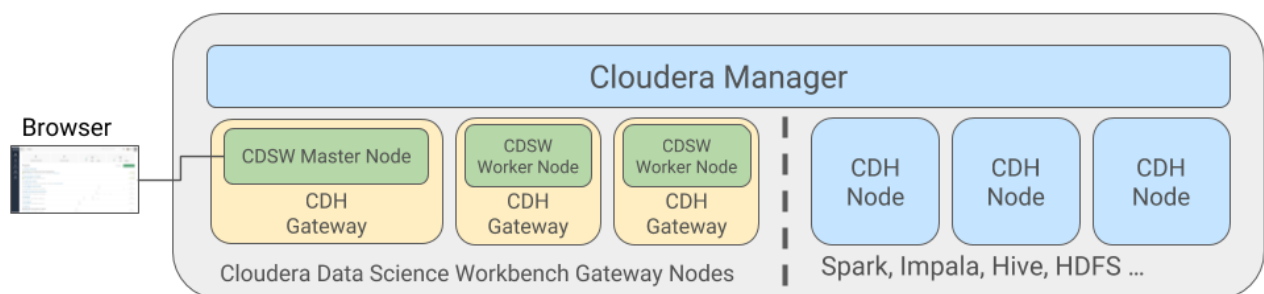 Cloudera Manager
Browser
CDSW Master Node
CDH
Gateway
CDSW
Worker Node
CDH
Gateway
CDSW
Worker Node
CDH
Gateway
CDH
Node
CDH
Node
CDH
Node
Cloudera Data Science Workbench Gateway Nodes
Spark, Impala, Hive, HDFS ...